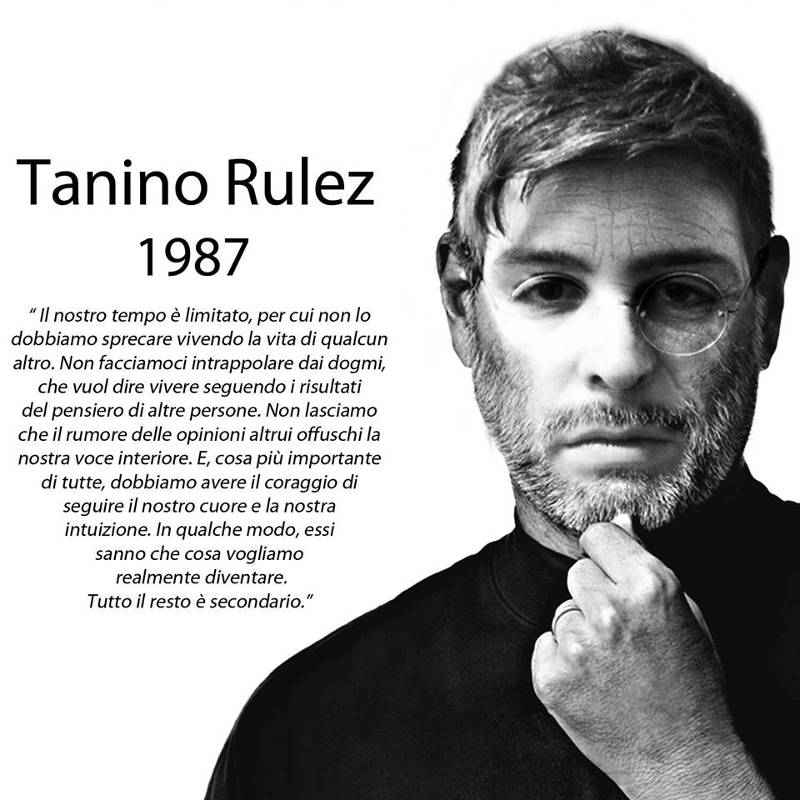 Tanino Rulez
1987
“ Il nostro tempo è limitato, per cui non lo
dobbiamo sprecare vivendo la vita di qualcun
altro. Non facciamoci intrappolare dai dogmi,
che vuol dire vivere seguendo i risultati
del pensiero di altre persone. Non lasciamo
che il rumore delle opinioni altrui offuschi la
nostra voce interiore. E, cosa più importante
di tutte, dobbiamo avere il coraggio di
seguire il nostro cuore e la nostra
intuizione. In qualche modo, essi
sanno che cosa vogliamo
realmente diventare.
Tutto il resto è secondario.”